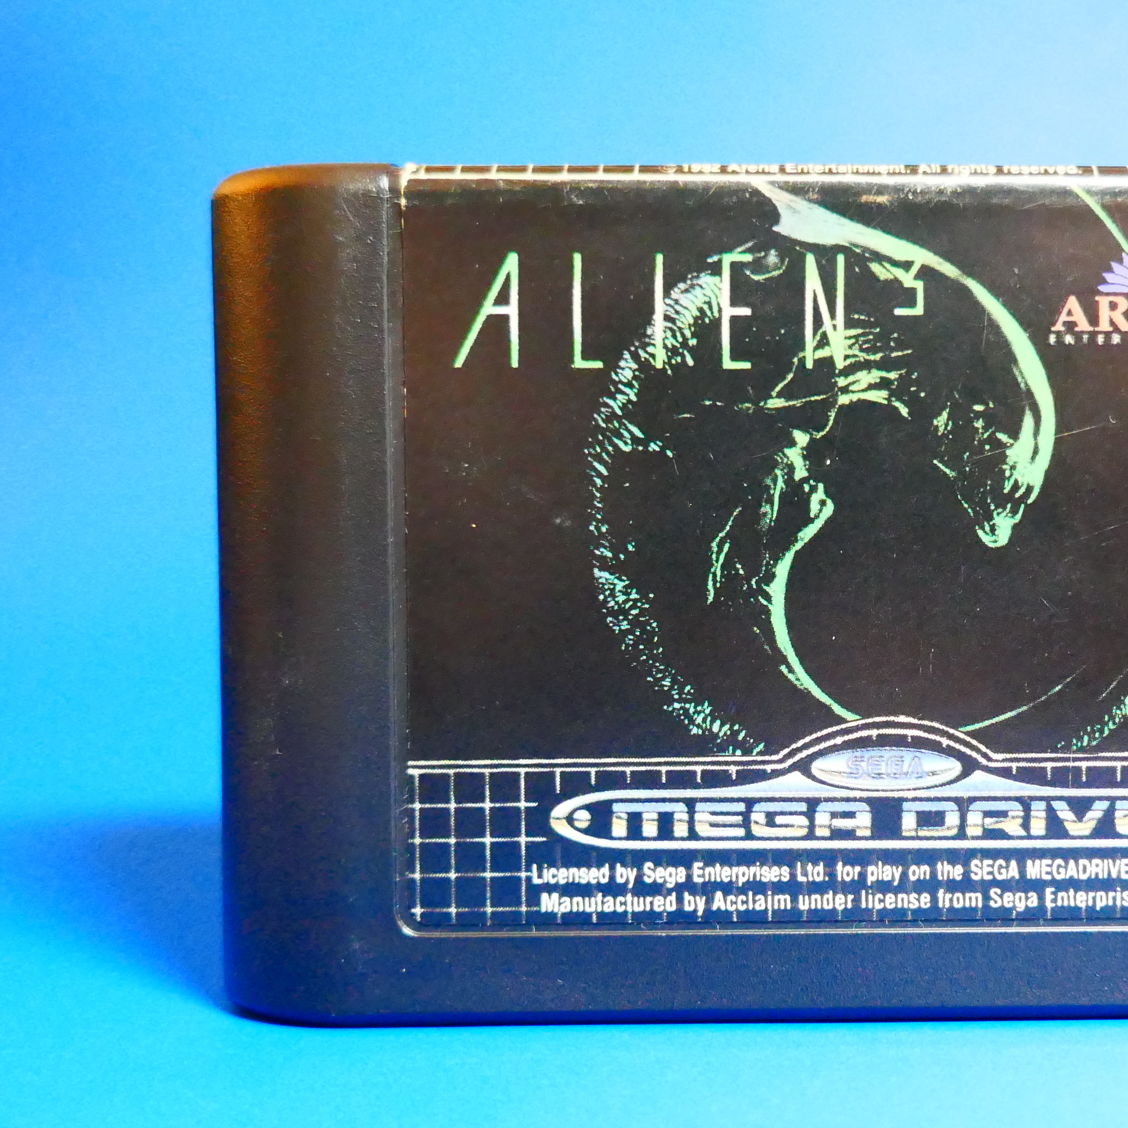 ©1992 Arena Entertainment. All rights reserved.
ALIEN³
AR
ENTER
SEGA
MEGA DRIVE
Licensed by Sega Enterprises Ltd. for play on the SEGA MEGADRIVE
Manufactured by Acclaim under license from Sega Enterpris